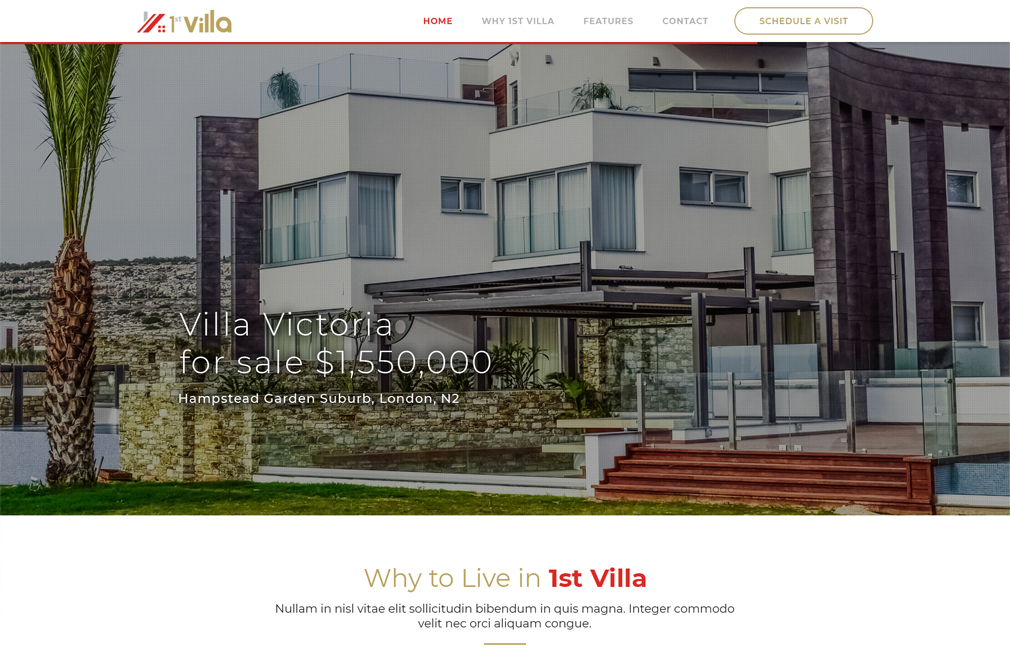 1st Villa
HOME
WHY 1ST VILLA
FEATURES
CONTACT
SCHEDULE A VISIT
Villa Victoria
for sale $1,550,000
Hampstead Garden Suburb, London, N2
Why to Live in 1st Villa
Nullam in nisl vitae elit sollicitudin bibendum in quis magna. Integer commodo
velit nec orci aliquam congue.